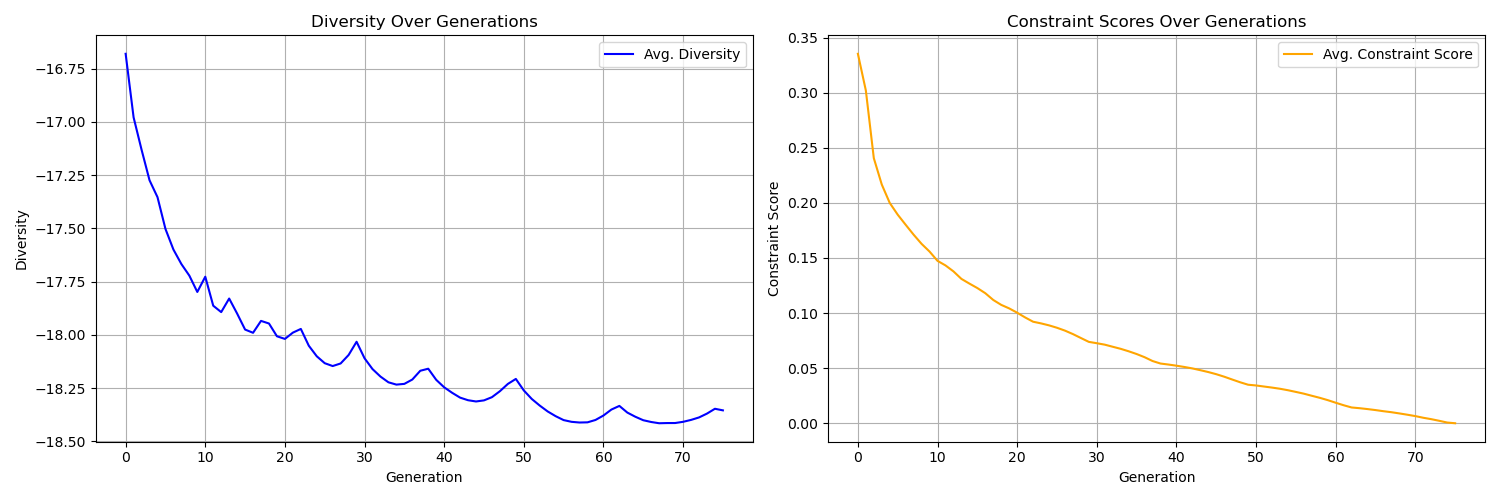 Diversity Over Generations
Avg. Diversity
−16.75
−17.00
−17.25
−17.50
−17.75
−18.00
−18.25
−18.50
Diversity
0 10 20 30 40 50 60 70
Generation
Constraint Scores Over Generations
Avg. Constraint Score
0.35
0.30
0.25
0.20
0.15
0.10
0.05
0.00
Constraint Score
0 10 20 30 40 50 60 70
Generation